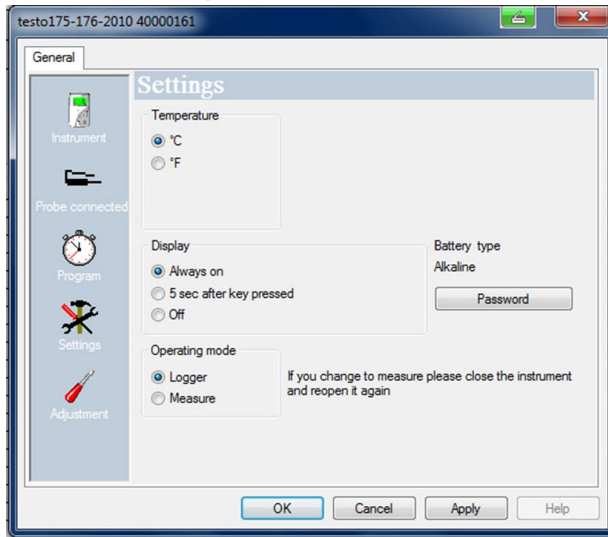 testo175-176-2010 40000161
General
Instrument
Probe connected
Program
Settings
Adjustment
Settings
Temperature
°C
°F
Display
Always on
5 sec after key pressed
Off
Battery type
Alkaline
Password
Operating mode
Logger
Measure
If you change to measure please close the instrument
and reopen it again
OK
Cancel
Apply
Help